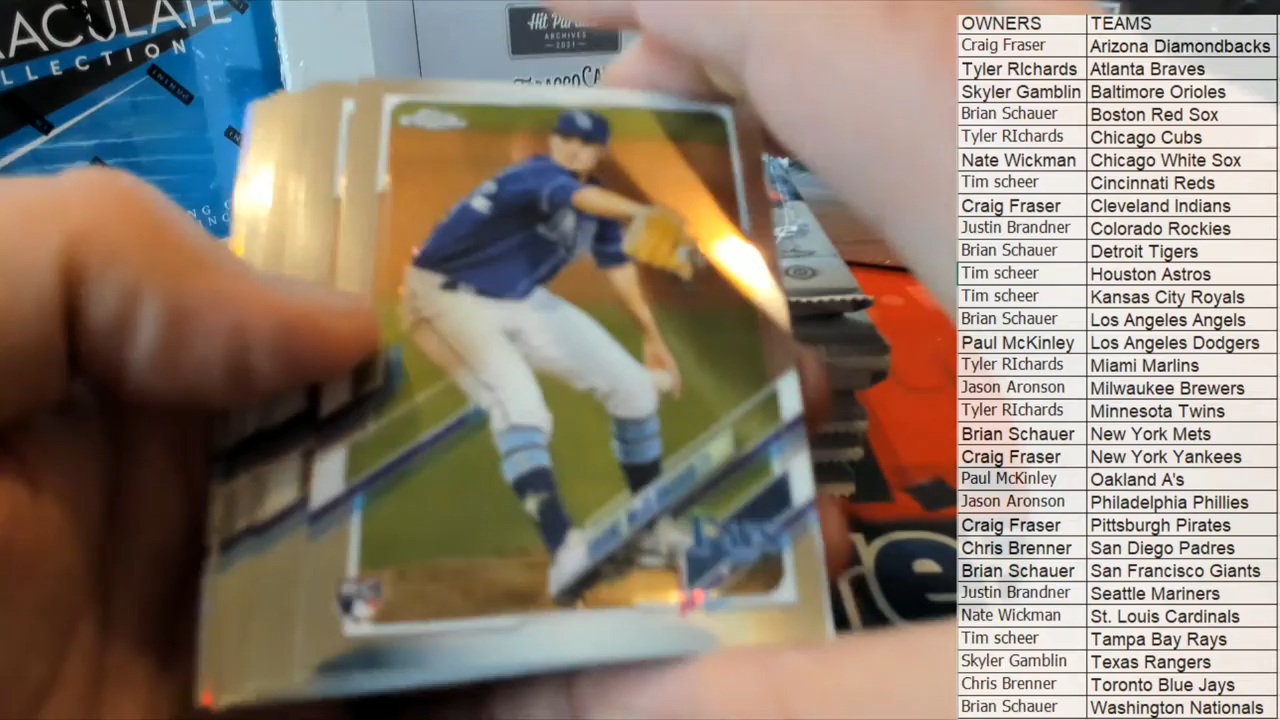 MACULATE
LLECTION
Hit Parade
ARCHIVES
2021
OWNERS TEAMS
Craig Fraser Arizona Diamondbacks
Tyler RIchards Atlanta Braves
Skyler Gamblin Baltimore Orioles
Brian Schauer Boston Red Sox
Tyler RIchards Chicago Cubs
Nate Wickman Chicago White Sox
Tim scheer Cincinnati Reds
Craig Fraser Cleveland Indians
Justin Brandner Colorado Rockies
Brian Schauer Detroit Tigers
Tim scheer Houston Astros
Tim scheer Kansas City Royals
Brian Schauer Los Angeles Angels
Paul McKinley Los Angeles Dodgers
Tyler RIchards Miami Marlins
Jason Aronson Milwaukee Brewers
Tyler RIchards Minnesota Twins
Brian Schauer New York Mets
Craig Fraser New York Yankees
Paul McKinley Oakland A's
Jason Aronson Philadelphia Phillies
Craig Fraser Pittsburgh Pirates
Chris Brenner San Diego Padres
Brian Schauer San Francisco Giants
Justin Brandner Seattle Mariners
Nate Wickman St. Louis Cardinals
Tim scheer Tampa Bay Rays
Skyler Gamblin Texas Rangers
Chris Brenner Toronto Blue Jays
Brian Schauer Washington Nationals